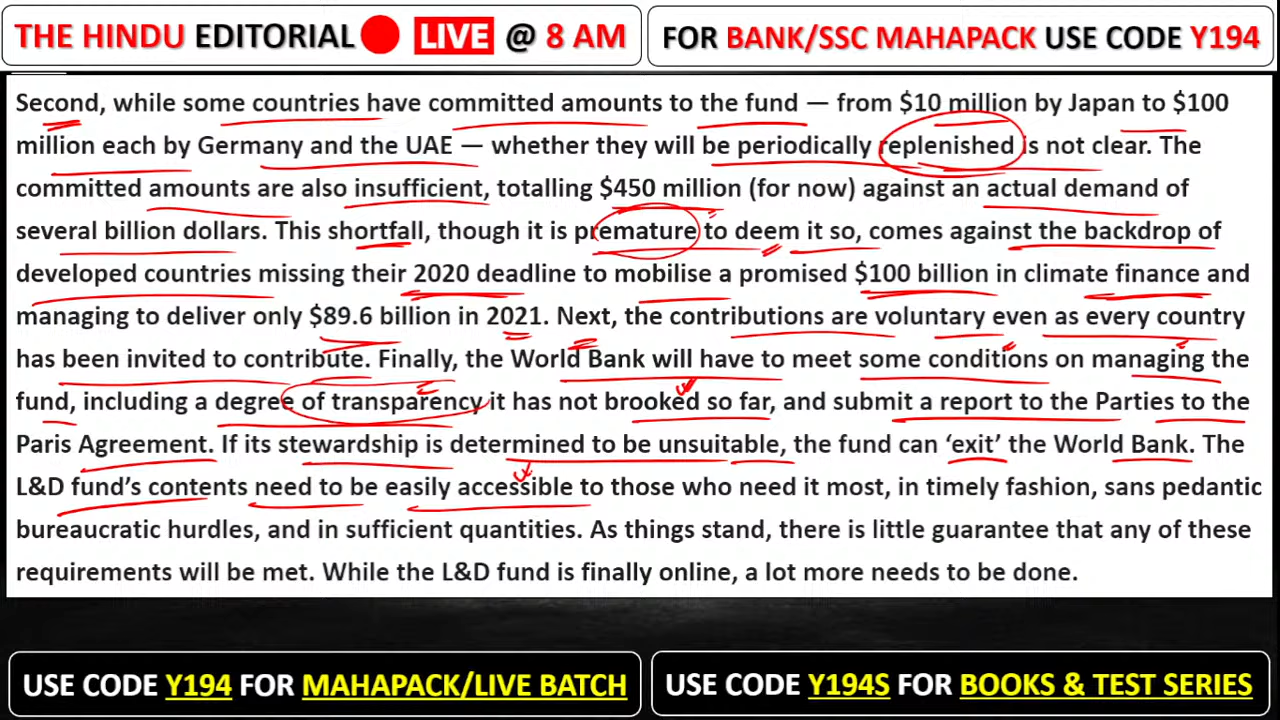 THE HINDU EDITORIAL LIVE @ 8 AM
FOR BANK/SSC MAHAPACK USE CODE Y194
Second, while some countries have committed amounts to the fund — from $10 million by Japan to $100
million each by Germany and the UAE — whether they will be periodically replenished is not clear. The
committed amounts are also insufficient, totalling $450 million (for now) against an actual demand of
several billion dollars. This shortfall, though it is premature to deem it so, comes against the backdrop of
developed countries missing their 2020 deadline to mobilise a promised $100 billion in climate finance and
managing to deliver only $89.6 billion in 2021. Next, the contributions are voluntary even as every country
has been invited to contribute. Finally, the World Bank will have to meet some conditions on managing the
fund, including a degree of transparency it has not brooked so far, and submit a report to the Parties to the
Paris Agreement. If its stewardship is determined to be unsuitable, the fund can ‘exit’ the World Bank. The
L&D fund’s contents need to be easily accessible to those who need it most, in timely fashion, sans pedantic
bureaucratic hurdles, and in sufficient quantities. As things stand, there is little guarantee that any of these
requirements will be met. While the L&D fund is finally online, a lot more needs to be done.
USE CODE Y194 FOR MAHAPACK/LIVE BATCH
USE CODE Y194S FOR BOOKS & TEST SERIES